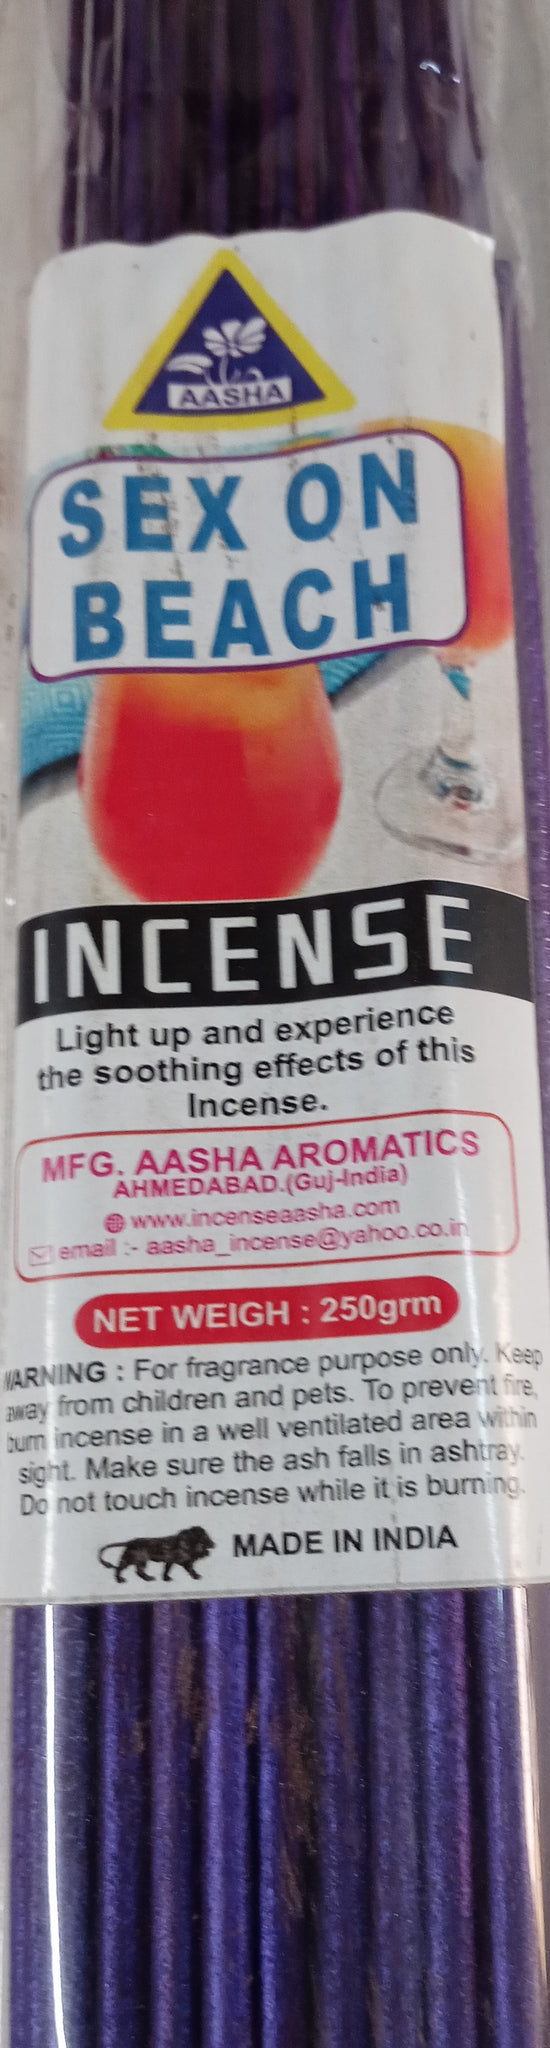 AASHA
SEX ON
BEACH
INCENSE
Light up and experience
the soothing effects of this
Incense.
MFG. AASHA AROMATICS
AHMEDABAD.(Guj-India)
www.incenseaasha.com
email :- aasha_incense@yahoo.co.in
NET WEIGH : 250grm
WARNING : For fragrance purpose only. Keep
away from children and pets. To prevent fire,
burn incense in a well ventilated area within
sight. Make sure the ash falls in ashtray.
Do not touch incense while it is burning.
MADE IN INDIA